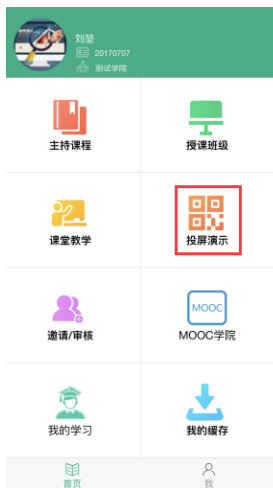 刘堃
20170707
测试学院
主持课程
授课班级
课堂教学
投屏演示
邀请/审核
MOOC
MOOC学院
我的学习
我的缓存
首页
我